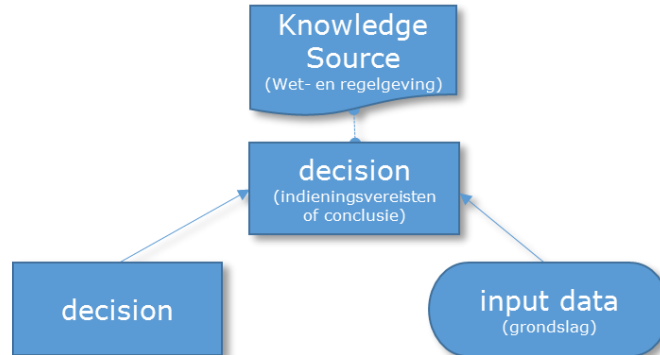 Knowledge
Source
(Wet- en regelgeving)
decision
(indieningsvereisten
of conclusie)
decision
input data
(grondslag)